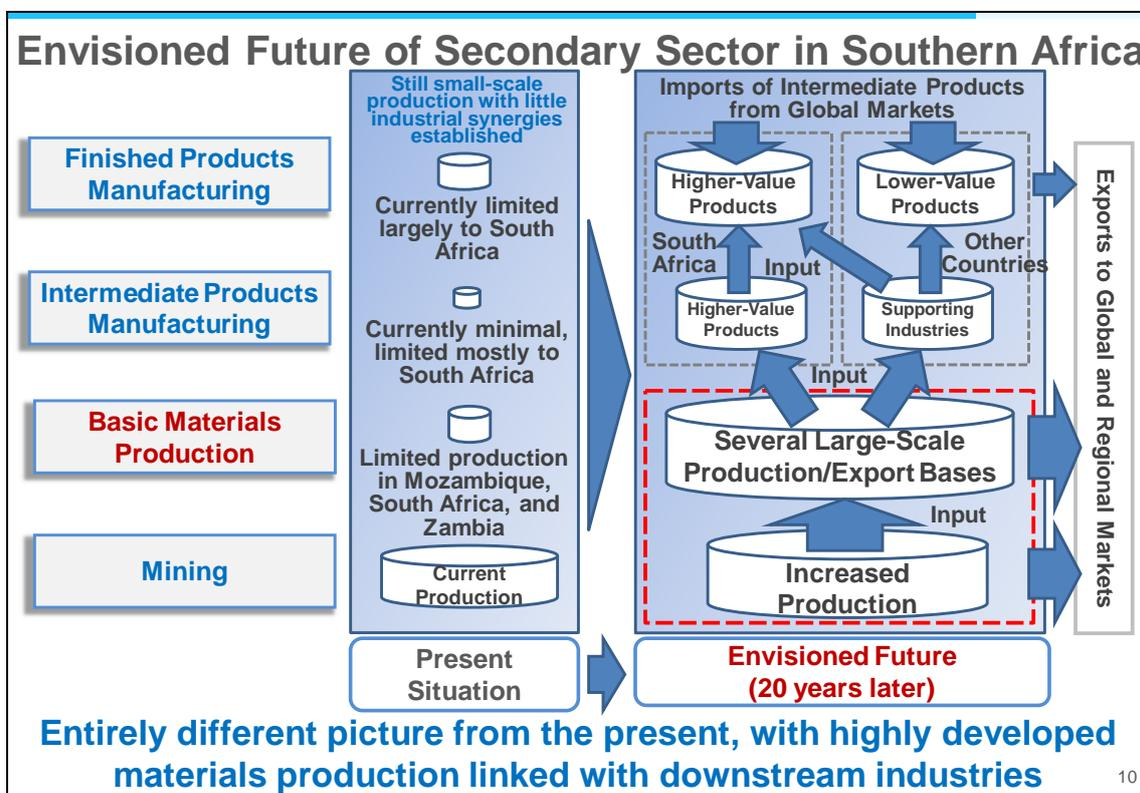 Envisioned Future of Secondary Sector in Southern Africa
Finished Products
Manufacturing
Intermediate Products
Manufacturing
Basic Materials
Production
Mining
Still small-scale
production with little
industrial synergies
established
Currently limited
largely to South
Africa
Currently minimal,
limited mostly to
South Africa
Limited production
in Mozambique,
South Africa, and
Zambia
Current
Production
Present
Situation
Imports of Intermediate Products
from Global Markets
Higher-Value
Products
Lower-Value
Products
South
Africa
Input
Other
Countries
Higher-Value
Products
Supporting
Industries
Input
Several Large-Scale
Production/Export Bases
Input
Increased
Production
Envisioned Future
(20 years later)
Exports to Global and Regional Markets
Entirely different picture from the present, with highly developed
materials production linked with downstream industries
10